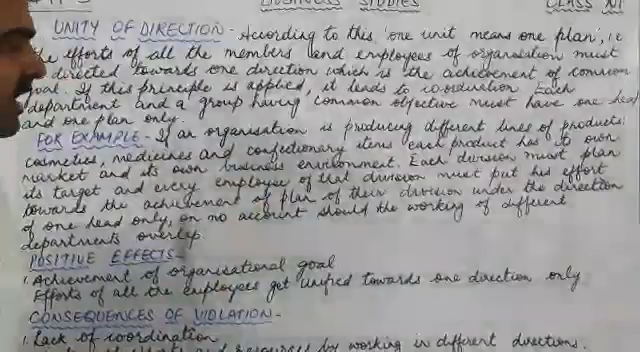 BUSINESS STUDIES CLASS XII
UNITY OF DIRECTION - According to this 'one unit means one plan', i.e
the efforts of all the members and employees of organisation must
directed towards one direction which is the achievement of common
goal. If this principle is applied, it leads to coordination. Each
department and a group having common objective must have one head
and one plan only.
FOR EXAMPLE - If an organisation is producing different lines of products:
cosmetics, medicines and confectionary items each product has its own
market and its own business environment. Each division must plan
its target and every employee of that division must put his effort
towards the achievement of plan of their division under the direction
of one head only, on no account should the working of different
departments overlap.
POSITIVE EFFECTS -
1. Achievement of organisational goal
Efforts of all the employees get unified towards one direction only
CONSEQUENCES OF VIOLATION -
1. Lack of coordination
efforts and resources by working in different directions.